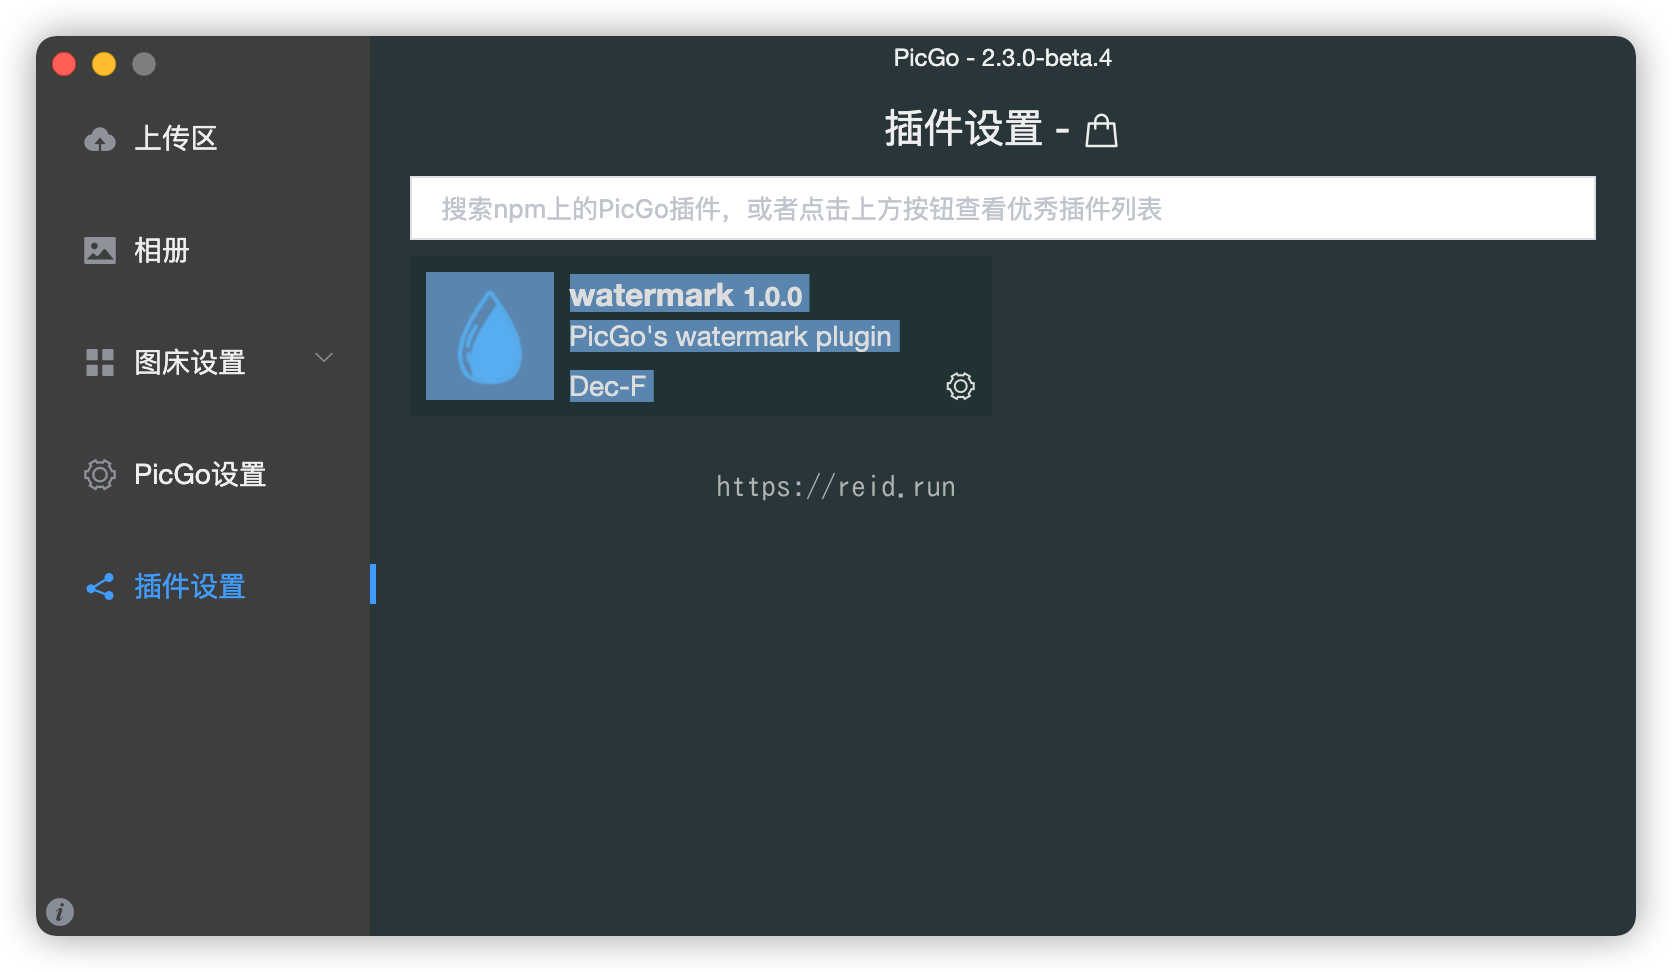 PicGo - 2.3.0-beta.4
上传区
相册
图床设置
PicGo设置
插件设置
插件设置 -
搜索npm上的PicGo插件，或者点击上方按钮查看优秀插件列表
watermark 1.0.0
PicGo's watermark plugin
Dec-F
https://reid.run